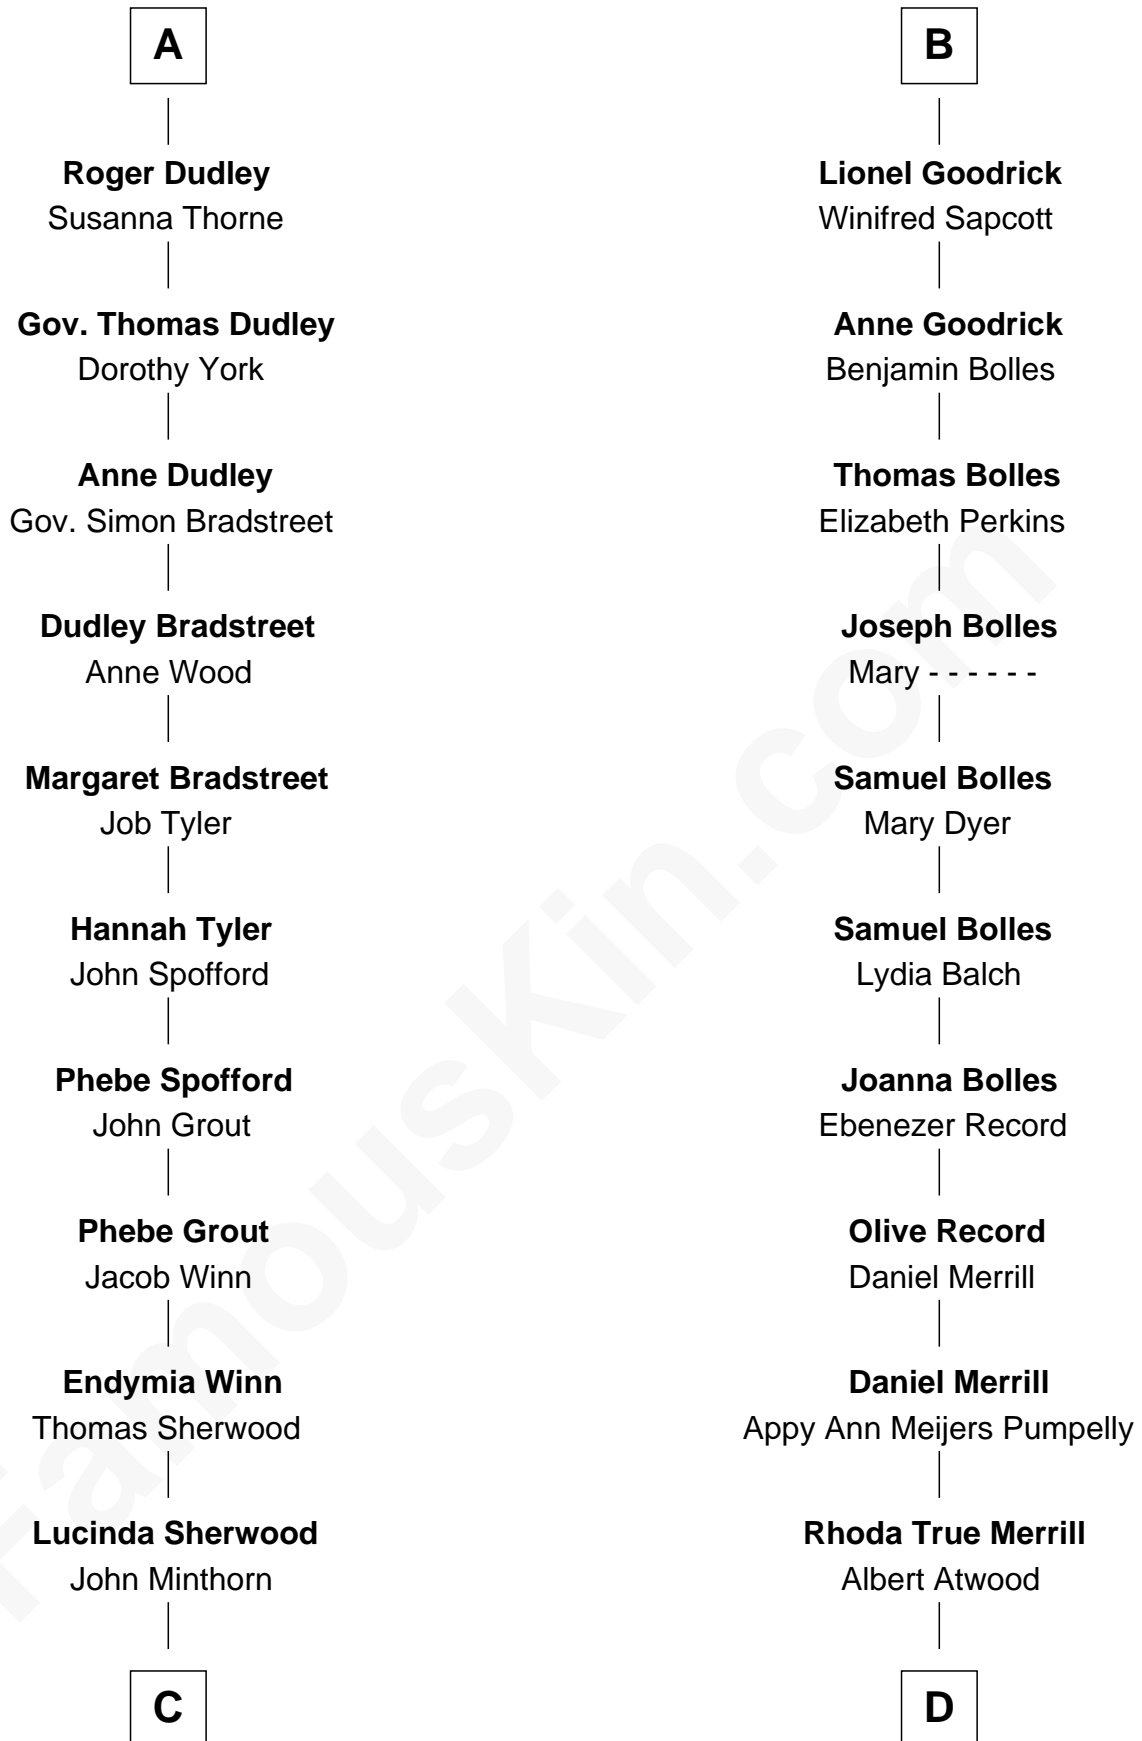 A
Roger Dudley
Susanna Thorne
Gov. Thomas Dudley
Dorothy York
Anne Dudley
Gov. Simon Bradstreet
Dudley Bradstreet
Anne Wood
Margaret Bradstreet
Job Tyler
Hannah Tyler
John Spofford
Phebe Spofford
John Grout
Phebe Grout
Jacob Winn
Endymia Winn
Thomas Sherwood
Lucinda Sherwood
John Minthorn
C
B
Lionel Goodrick
Winifred Sapcott
Anne Goodrick
Benjamin Bolles
Thomas Bolles
Elizabeth Perkins
Joseph Bolles
Mary - - - - - -
Samuel Bolles
Mary Dyer
Samuel Bolles
Lydia Balch
Joanna Bolles
Ebenezer Record
Olive Record
Daniel Merrill
Daniel Merrill
Appy Ann Meijers Pumpelly
Rhoda True Merrill
Albert Atwood
D
FamousKin.com